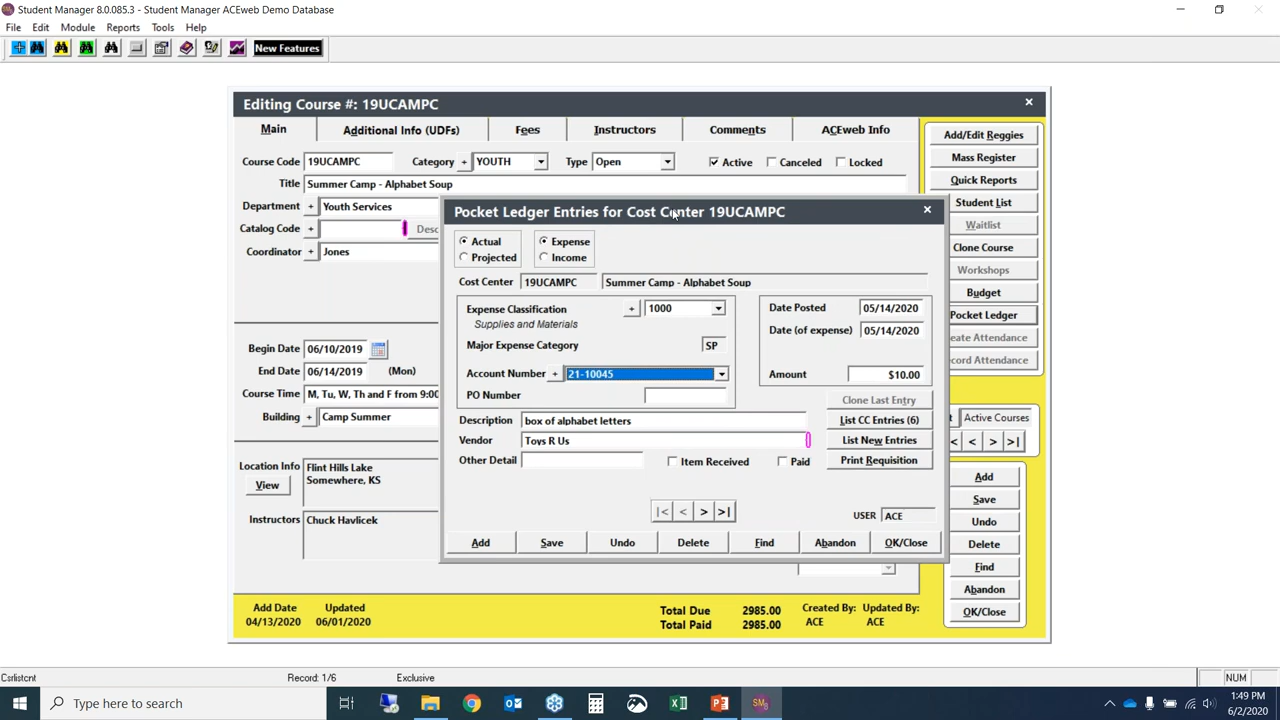 Student Manager 8.0.085.3 - Student Manager ACEweb Demo Database
File Edit Module Reports Tools Help
New Features
Editing Course #: 19UCAMPC
Main Additional Info (UDFs) Fees Instructors Comments ACEweb Info
Course Code 19UCAMPC Category + YOUTH Type Open Active Canceled Locked
Title Summer Camp - Alphabet Soup
Department + Youth Services
Catalog Code + Desc
Coordinator + Jones
Begin Date 06/10/2019
End Date 06/14/2019 (Mon)
Course Time M, Tu, W, Th and F from 9:00
Building + Camp Summer
Location Info Flint Hills Lake
Somewhere, KS
View
Instructors Chuck Havlicek
Add Date Updated
04/13/2020 06/01/2020
Total Due 2985.00
Total Paid 2985.00
Created By: Updated By:
ACE ACE
Pocket Ledger Entries for Cost Center 19UCAMPC
Actual Expense
Projected Income
Cost Center 19UCAMPC Summer Camp - Alphabet Soup
Expense Classification + 1000
Supplies and Materials
Major Expense Category SP
Account Number + 21-10045
PO Number
Date Posted 05/14/2020
Date (of expense) 05/14/2020
Amount $10.00
Description box of alphabet letters
Vendor Toys R Us
Other Detail Item Received Paid
Clone Last Entry
List CC Entries (6)
List New Entries
Print Requisition
|< < > >|
USER ACE
Add Save Undo Delete Find Abandon OK/Close
Add/Edit Reggies
Mass Register
Quick Reports
Student List
Waitlist
Clone Course
Workshops
Budget
Pocket Ledger
eate Attendance
cord Attendance
Active Courses
< > >|
Add
Save
Undo
Delete
Find
Abandon
OK/Close
Csrlistcnt Record: 1/6 Exclusive NUM
Type here to search
1:49 PM
6/2/2020